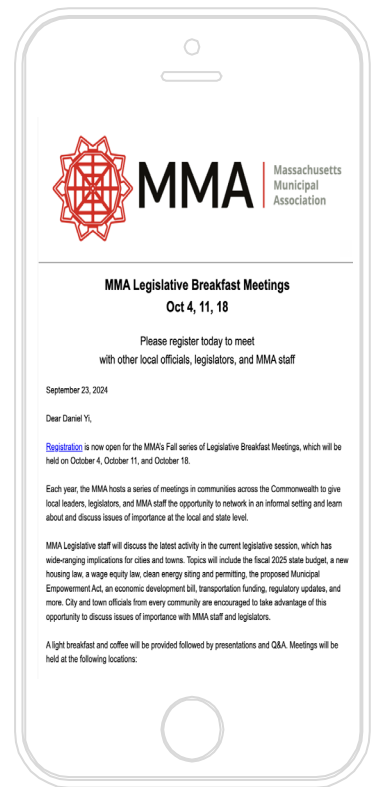 MMA
Massachusetts
Municipal
Association
MMA Legislative Breakfast Meetings
Oct 4, 11, 18
Please register today to meet
with other local officials, legislators, and MMA staff
September 23, 2024
Dear Daniel Yi,
Registration is now open for the MMA's Fall series of Legislative Breakfast Meetings, which will be
held on October 4, October 11, and October 18.
Each year, the MMA hosts a series of meetings in communities across the Commonwealth to give
local leaders, legislators, and MMA staff the opportunity to network in an informal setting and learn
about and discuss issues of importance at the local and state level.
MMA Legislative staff will discuss the latest activity in the current legislative session, which has
wide-ranging implications for cities and towns. Topics will include the fiscal 2025 state budget, a new
housing law, a wage equity law, clean energy siting and permitting, the proposed Municipal
Empowerment Act, an economic development bill, transportation funding, regulatory updates, and
more. City and town officials from every community are encouraged to take advantage of this
opportunity to discuss issues of importance with MMA staff and legislators.
A light breakfast and coffee will be provided followed by presentations and Q&A. Meetings will be
held at the following locations: